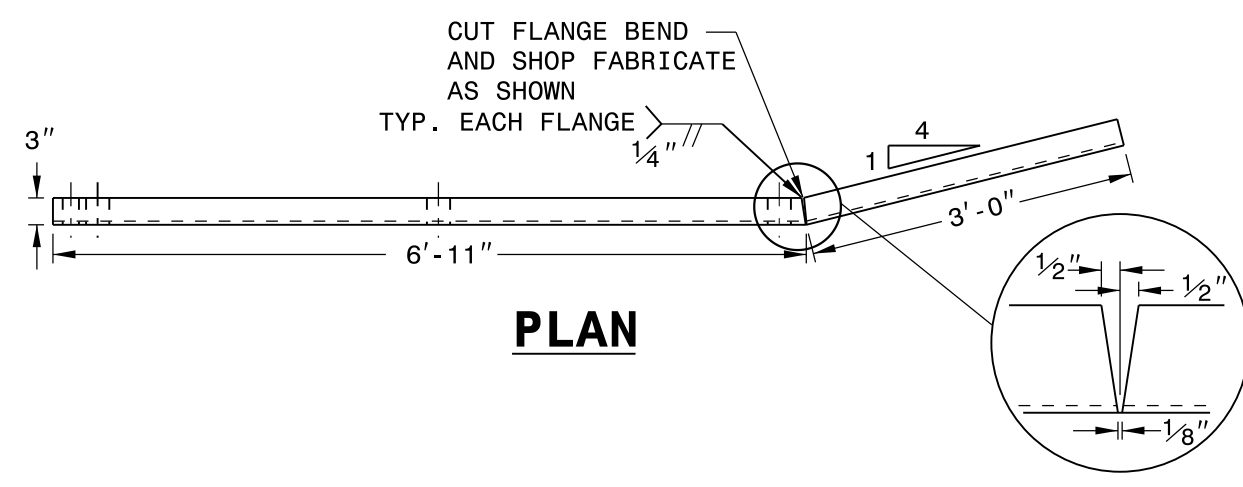 CUT FLANGE BEND
AND SHOP FABRICATE
AS SHOWN
TYP. EACH FLANGE
1/4"
3"
4
1
3'-0"
6'-11"
PLAN
1/2"
1/2"
1/8"